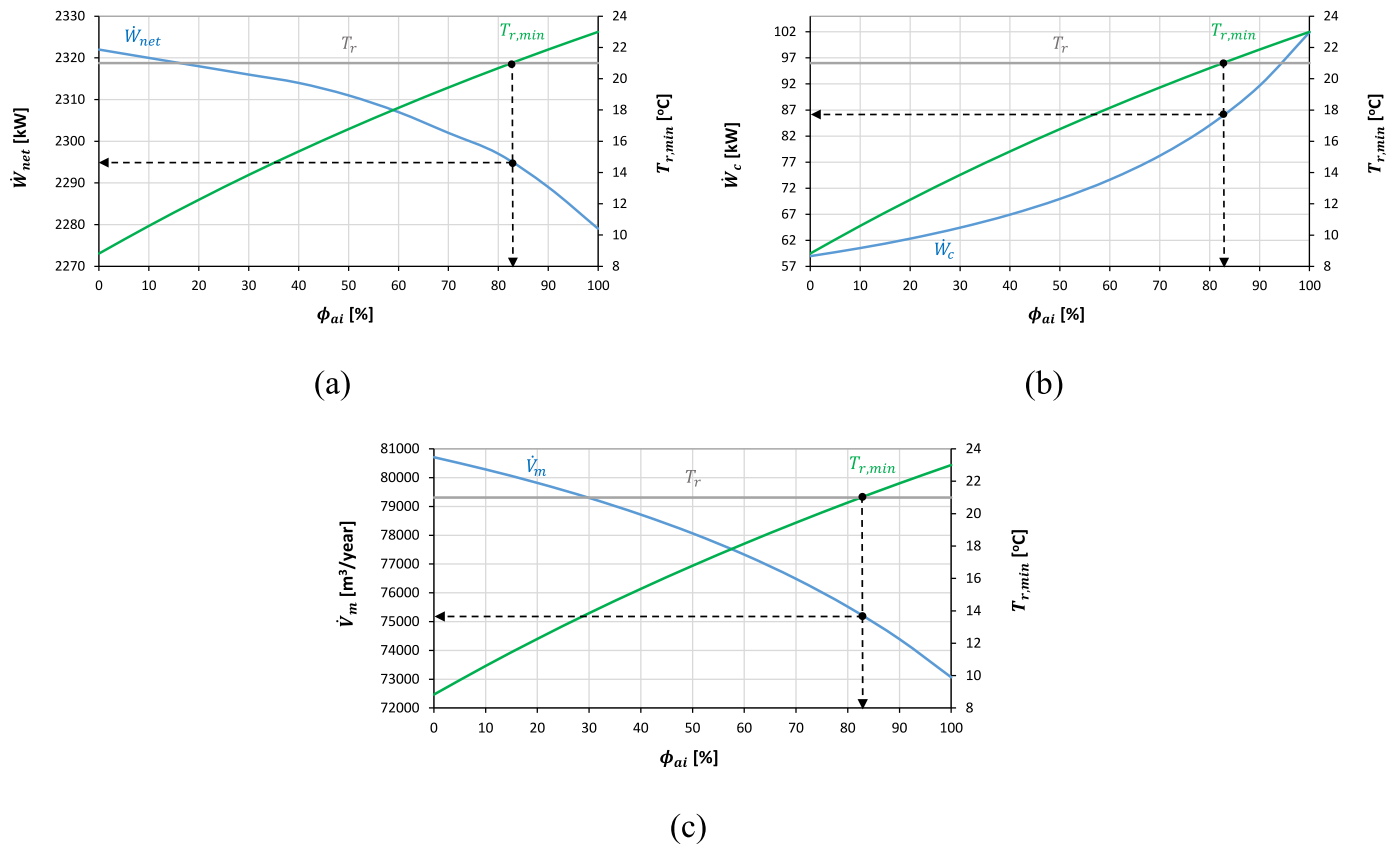 2330
2320
2310
2300
2290
2280
2270
Ẇnet [kW]
Ẇnet
Tr
Tr,min
24
22
20
18
16
14
12
10
8
Tr,min [°C]
0 10 20 30 40 50 60 70 80 90 100
ϕai [%]
(a)
102
97
92
87
82
77
72
67
62
57
Ẇc [kW]
Tr
Tr,min
Ẇc
24
22
20
18
16
14
12
10
8
Tr,min [°C]
0 10 20 30 40 50 60 70 80 90 100
ϕai [%]
(b)
81000
80000
79000
78000
77000
76000
75000
74000
73000
72000
V̇m [m³/year]
V̇m
Tr
Tr,min
24
22
20
18
16
14
12
10
8
Tr,min [°C]
0 10 20 30 40 50 60 70 80 90 100
ϕai [%]
(c)